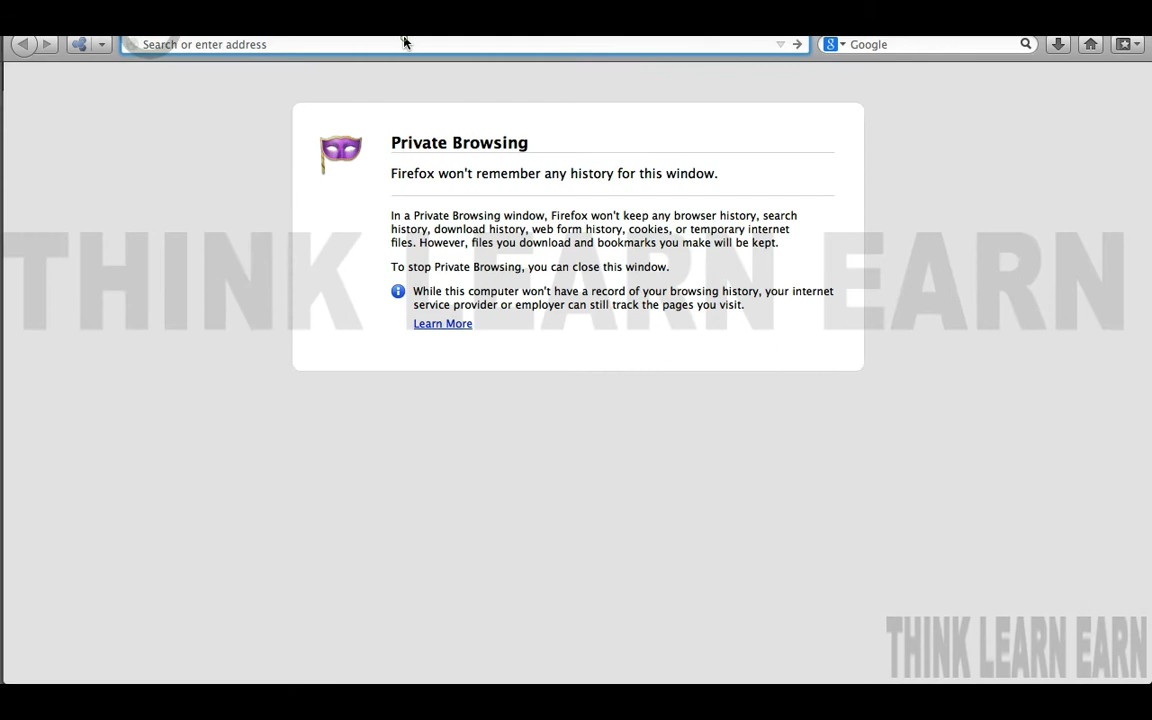 Search or enter address
Google
Private Browsing
Firefox won't remember any history for this window.
In a Private Browsing window, Firefox won't keep any browser history, search
history, download history, web form history, cookies, or temporary internet
files. However, files you download and bookmarks you make will be kept.
To stop Private Browsing, you can close this window.
While this computer won't have a record of your browsing history, your internet
service provider or employer can still track the pages you visit.
Learn More
THINK LEARN EARN
THINK LEARN EARN